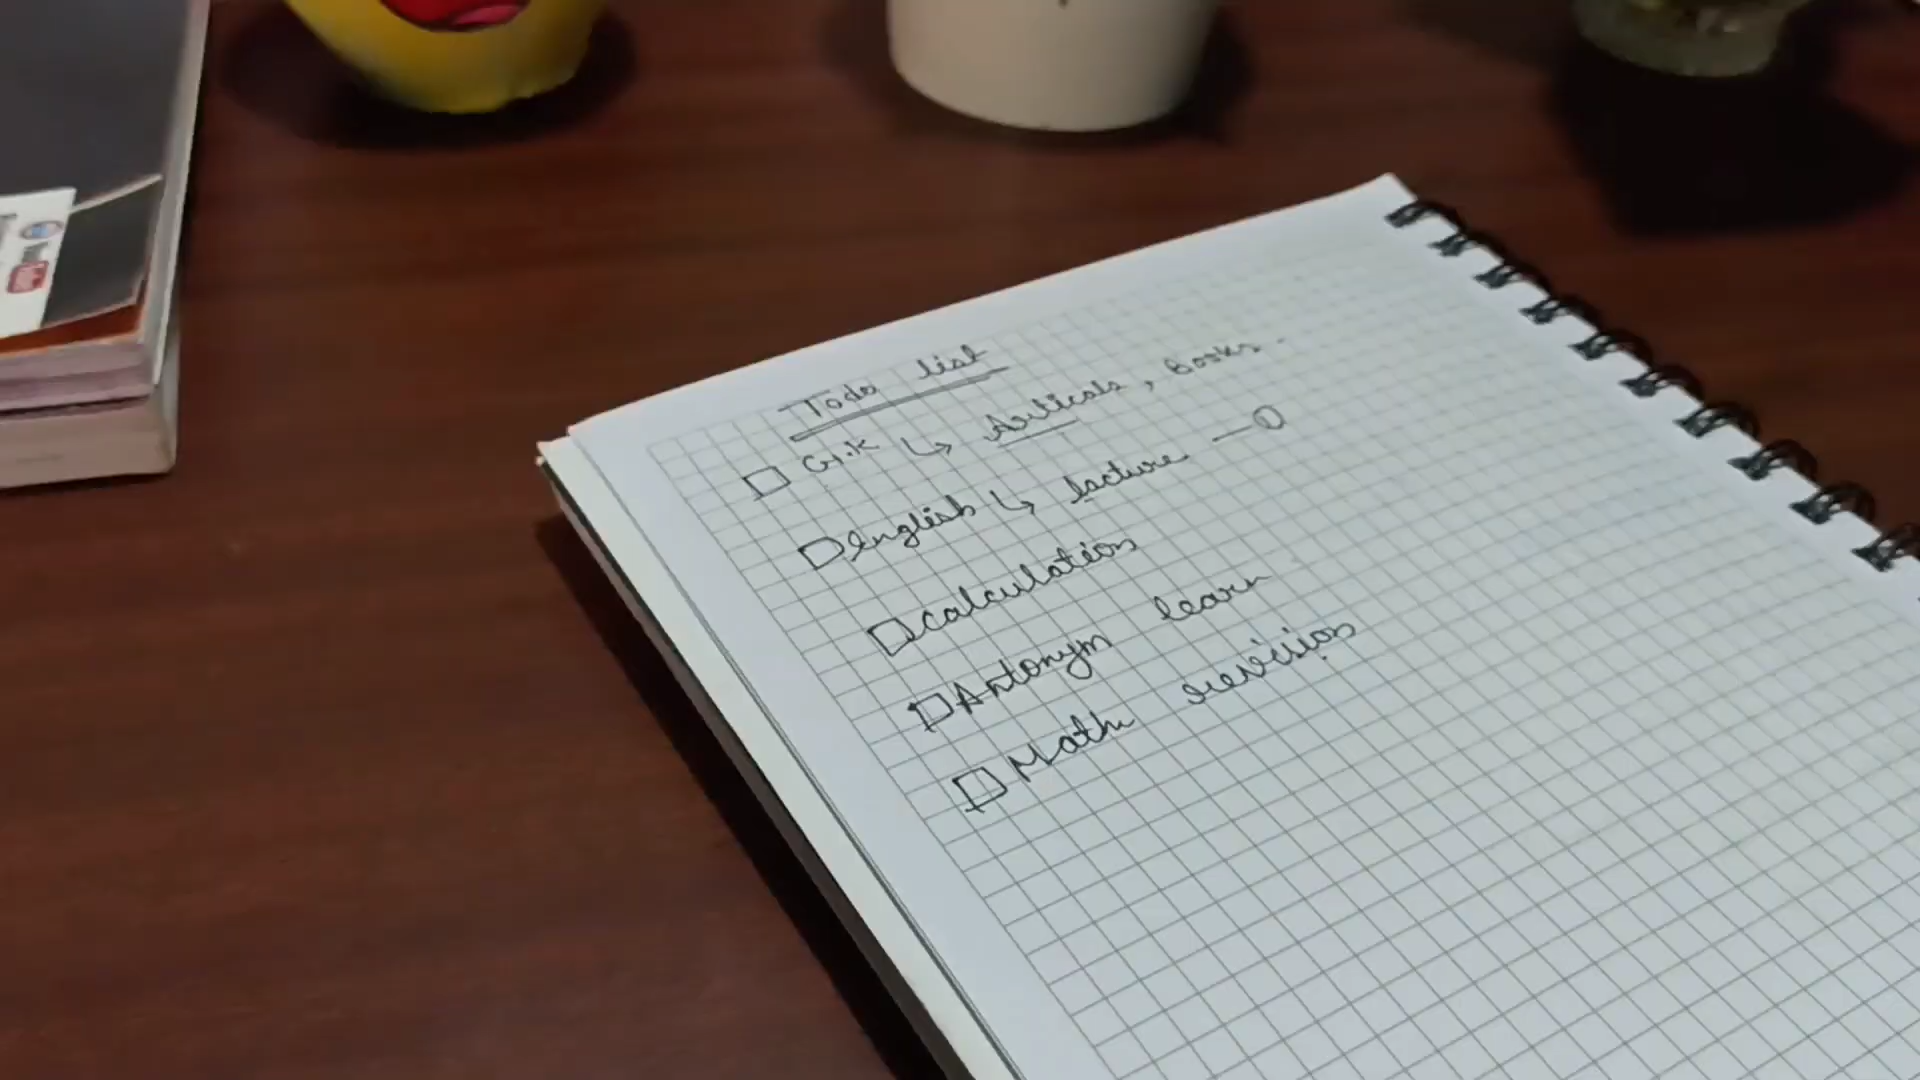 Todo list
G.K ↳ Articals, Books.
English ↳ lecture - ①
calculation
Antonym learn
Math revision